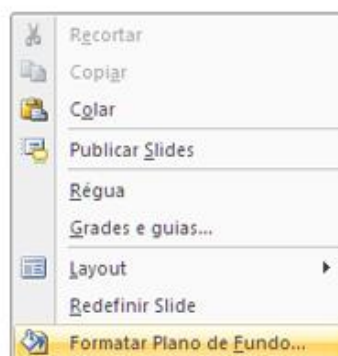 Recortar
Copiar
Colar
Publicar Slides
Régua
Grades e guias...
Layout
Redefinir Slide
Formatar Plano de Fundo...